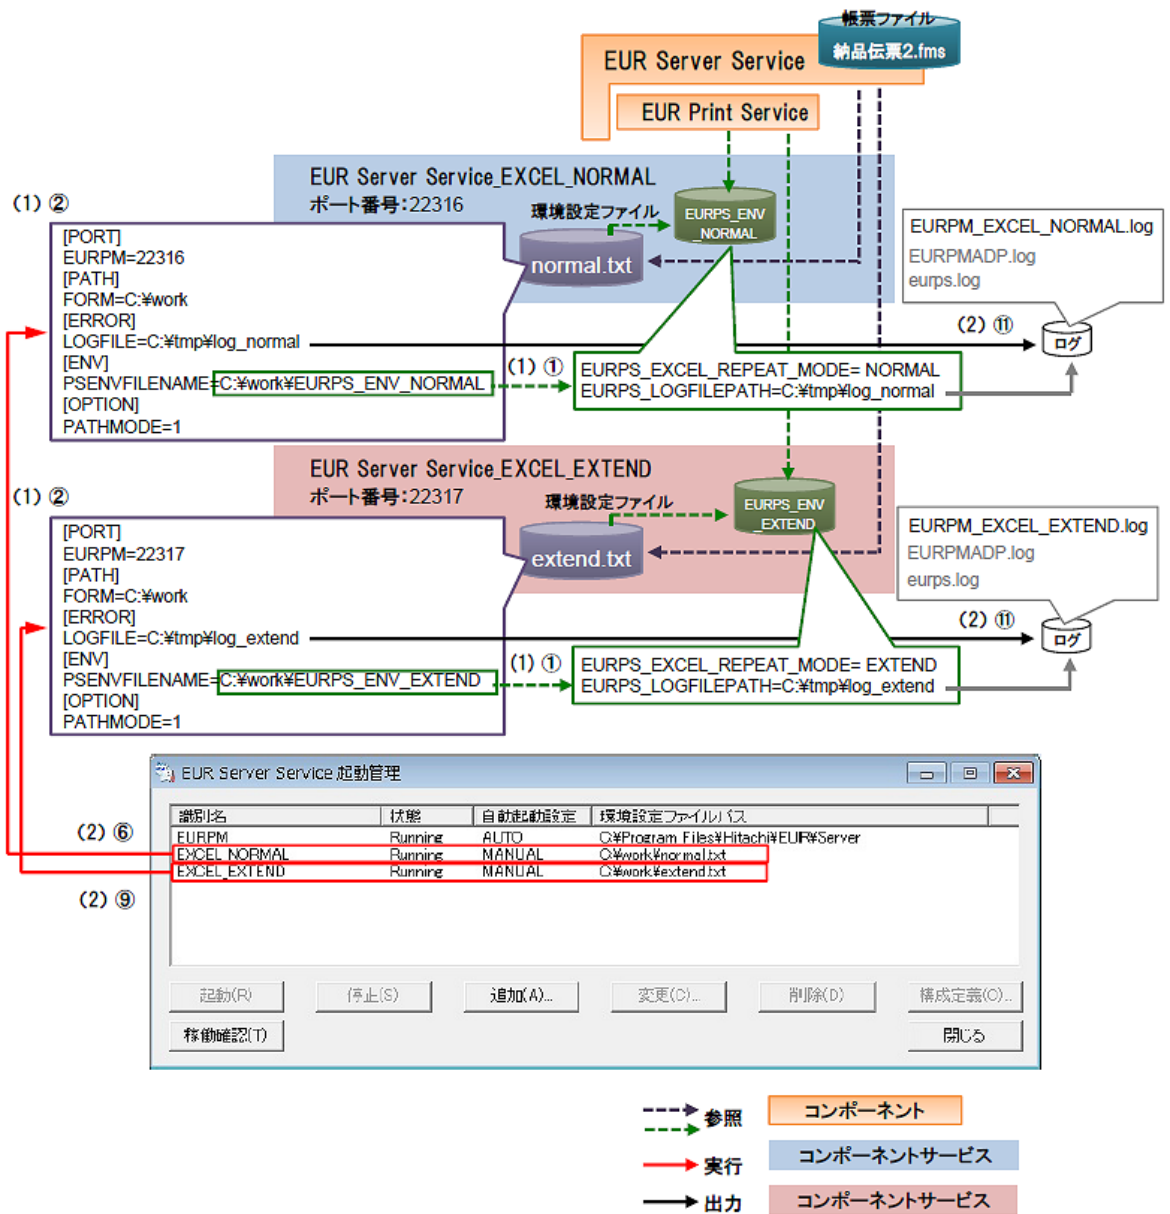 帳票ファイル
納品伝票2.fms
EUR Server Service
EUR Print Service
EUR Server Service_EXCEL_NORMAL
ポート番号:22316
環境設定ファイル
EURPS_ENV
_NORMAL
normal.txt
(1) ②
[PORT]
EURPM=22316
[PATH]
FORM=C:¥work
[ERROR]
LOGFILE=C:¥tmp¥log_normal
[ENV]
PSENVFILENAME=C:¥work¥EURPS_ENV_NORMAL
[OPTION]
PATHMODE=1
(1) ①
EURPS_EXCEL_REPEAT_MODE= NORMAL
EURPS_LOGFILEPATH=C:¥tmp¥log_normal
EURPM_EXCEL_NORMAL.log
EURPMADP.log
eurps.log
(2) ⑪
ログ
EUR Server Service_EXCEL_EXTEND
ポート番号:22317
環境設定ファイル
EURPS_ENV
_EXTEND
extend.txt
(1) ②
[PORT]
EURPM=22317
[PATH]
FORM=C:¥work
[ERROR]
LOGFILE=C:¥tmp¥log_extend
[ENV]
PSENVFILENAME=C:¥work¥EURPS_ENV_EXTEND
[OPTION]
PATHMODE=1
(1) ①
EURPS_EXCEL_REPEAT_MODE= EXTEND
EURPS_LOGFILEPATH=C:¥tmp¥log_extend
EURPM_EXCEL_EXTEND.log
EURPMADP.log
eurps.log
(2) ⑪
ログ
EUR Server Service 起動管理
識別名 状態 自動起動設定 環境設定ファイルパス
EURPM Running AUTO C:¥Program Files¥Hitachi¥EUR¥Server
(2) ⑥
EXCEL_NORMAL Running MANUAL C:¥work¥normal.txt
EXCEL_EXTEND Running MANUAL C:¥work¥extend.txt
(2) ⑨
起動(R) 停止(S) 追加(A)... 変更(C)... 削除(D) 構成定義(O)...
稼働確認(T) 閉じる
参照 コンポーネント
実行 コンポーネントサービス
出力 コンポーネントサービス